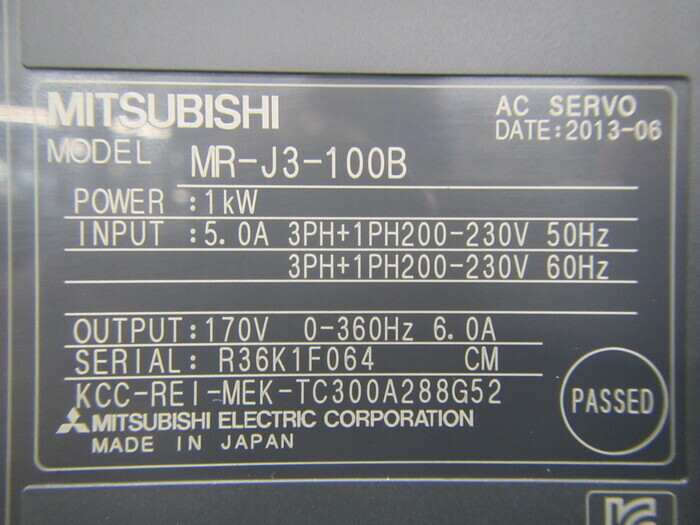 MITSUBISHI
AC SERVO
DATE:2013-06
MODEL MR-J3-100B
POWER :1kW
INPUT :5.0A 3PH+1PH200-230V 50Hz
3PH+1PH200-230V 60Hz
OUTPUT:170V 0-360Hz 6.0A
SERIAL: R36K1F064 CM
KCC-REI-MEK-TC300A288G52
PASSED
MITSUBISHI ELECTRIC CORPORATION
MADE IN JAPAN